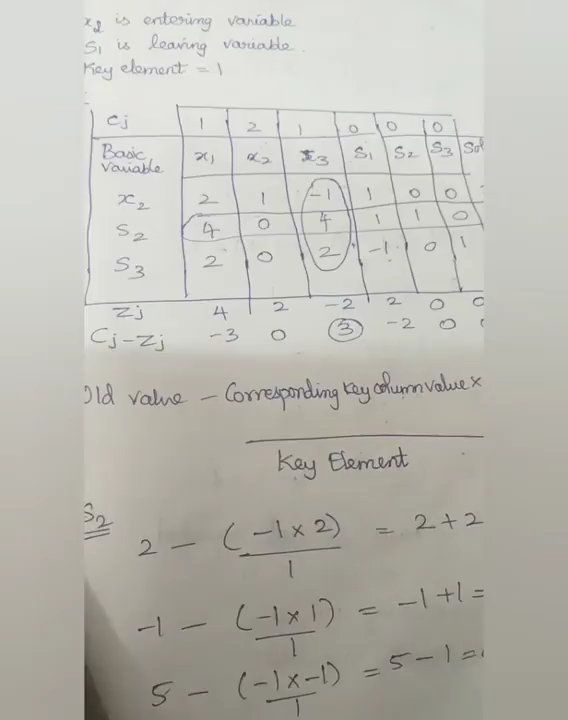 x2 is entering variable
S1 is leaving variable.
Key element = 1
Cj 1 2 1 0 0 0
Basic variable x1 x2 x3 S1 S2 S3 Sol
x2 2 1 -1 1 0 0
S2 4 0 4 1 1 0
S3 2 0 2 -1 0 1
Zj 4 2 -2 2 0 0
Cj-Zj -3 0 3 -2 0 0
Old value - Corresponding key column value ×
Key Element
S2
2 - (-1×2)/1 = 2+2
-1 - (-1×1)/1 = -1+1=
5 - (-1×-1)/1 = 5-1=